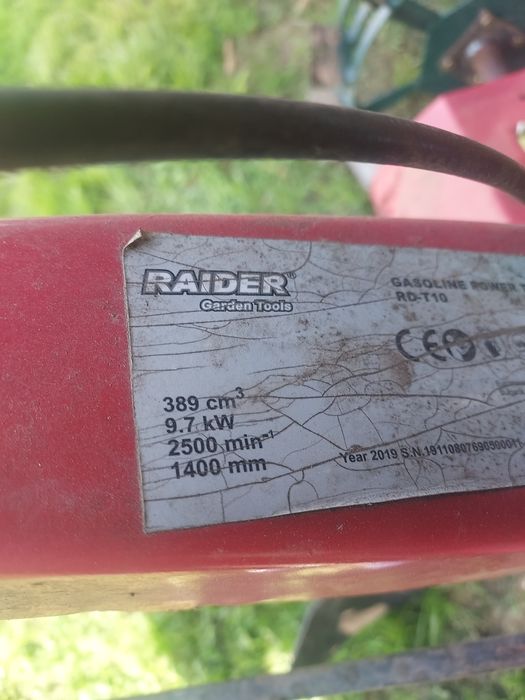 RAIDER®
Garden Tools
GASOLINE POWER
RD-T10
CE
389 cm³
9.7 kW
2500 min⁻¹
1400 mm
Year 2019 S.N.